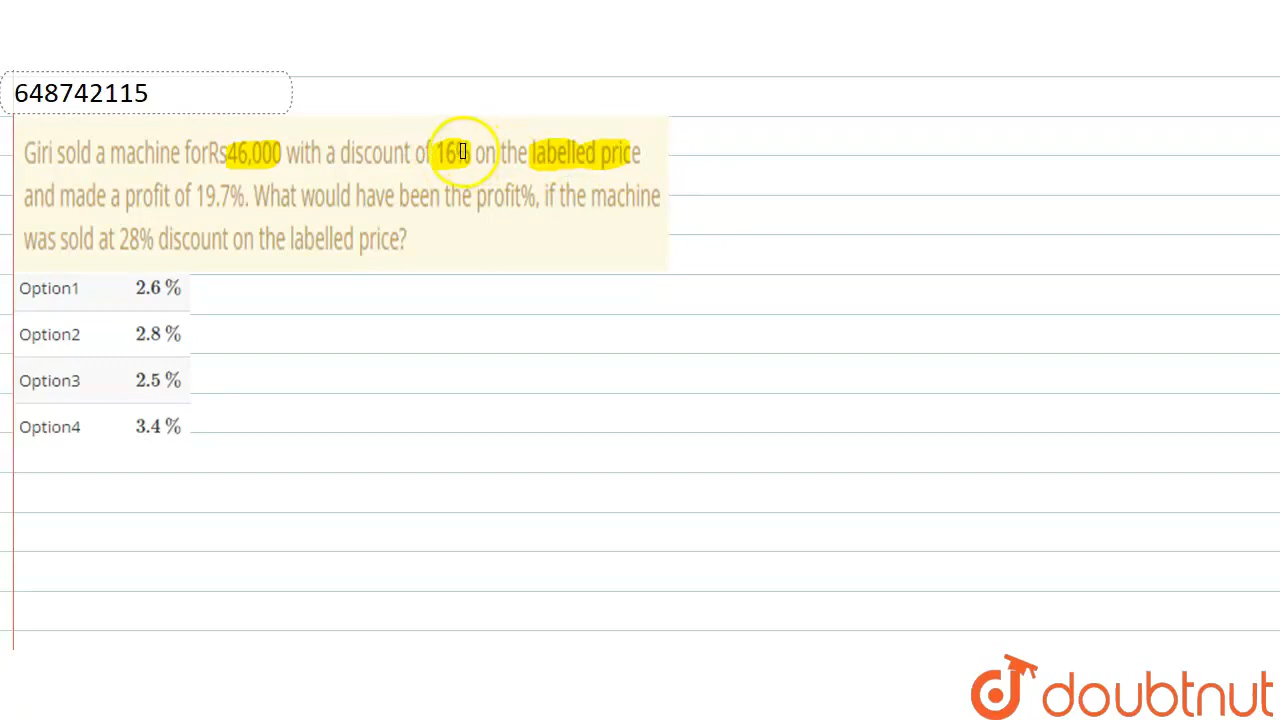 648742115
Giri sold a machine forRs46,000 with a discount of 16% on the labelled price
and made a profit of 19.7%. What would have been the profit%, if the machine
was sold at 28% discount on the labelled price?
Option1 2.6 %
Option2 2.8 %
Option3 2.5 %
Option4 3.4 %
doubtnut